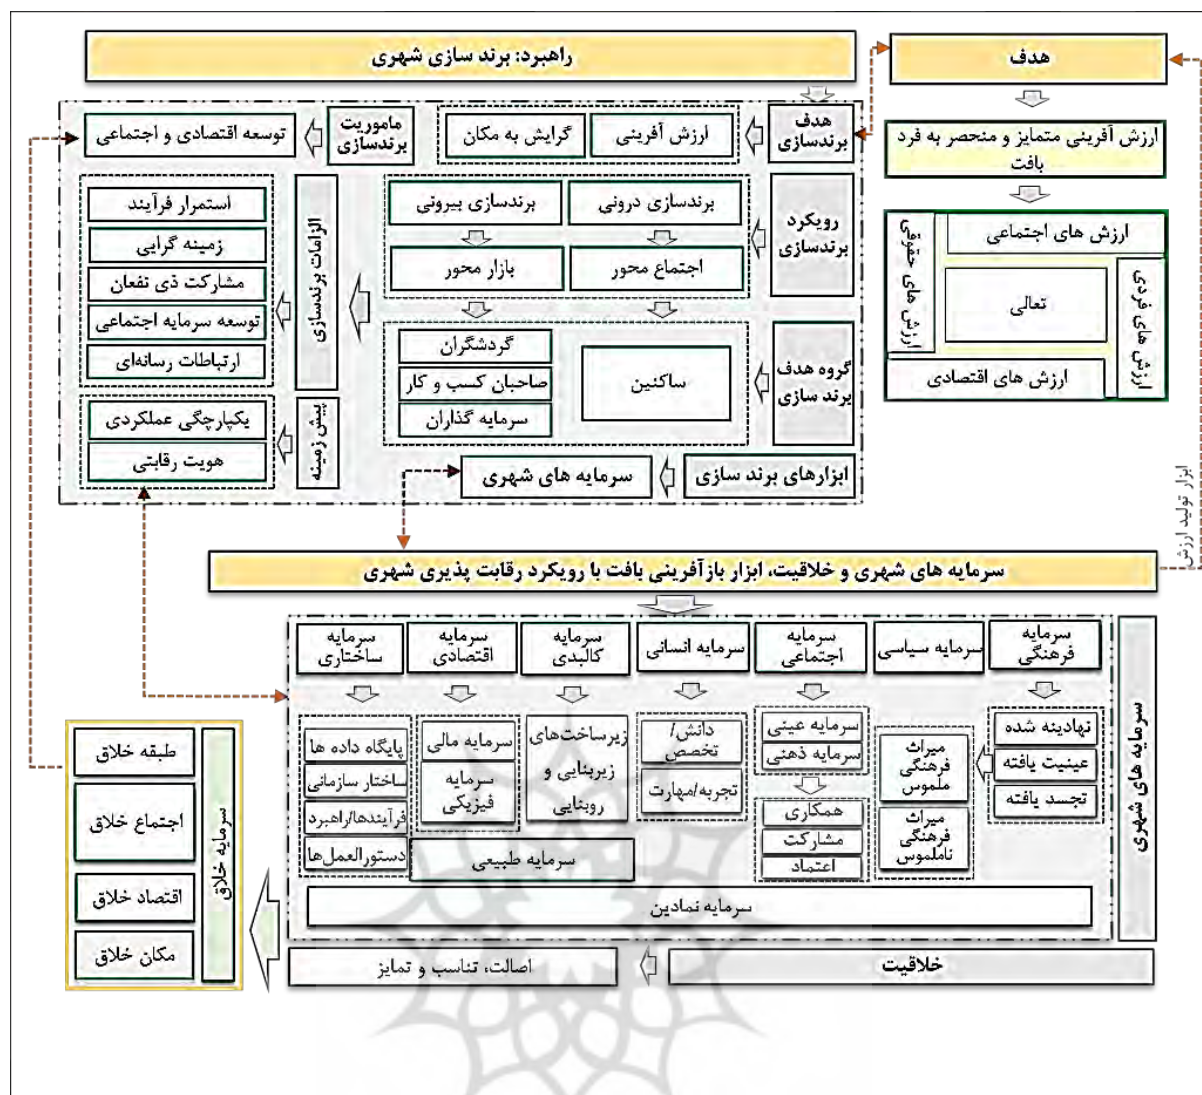 راهبرد: برند سازی شهری
هدف
ارزش آفرینی متمایز و منحصر به فرد
بافت
ارزش های اجتماعی
ارزش های حقوقی
تعالی
ارزش های فردی
ارزش های اقتصادی
هدف
برندسازی
ارزش آفرینی
گرایش به مکان
ماموریت
برندسازی
توسعه اقتصادی و اجتماعی
رویکرد
برندسازی
برندسازی درونی
برندسازی بیرونی
اجتماع محور
بازار محور
الزامات برندسازی
استمرار فرآیند
زمینه گرایی
مشارکت ذی نفعان
توسعه سرمایه اجتماعی
ارتباطات رسانه‌ای
گروه هدف
برند سازی
ساکنین
گردشگران
صاحبان کسب و کار
سرمایه گذاران
پیش زمینه
یکپارچگی عملکردی
هویت رقابتی
ابزارهای برند سازی
سرمایه های شهری
ابزار تولید ارزش
سرمایه های شهری و خلاقیت، ابزار بازآفرینی بافت با رویکرد رقابت پذیری شهری
سرمایه های شهری
سرمایه
فرهنگی
سرمایه سیاسی
سرمایه
اجتماعی
سرمایه انسانی
سرمایه
کالبدی
سرمایه
اقتصادی
سرمایه
ساختاری
نهادینه شده
عینیت یافته
تجسد یافته
میراث
فرهنگی
ملموس
میراث
فرهنگی
ناملموس
سرمایه عینی
سرمایه ذهنی
همکاری
مشارکت
اعتماد
دانش/
تخصص
تجربه/مهارت
زیرساخت‌های
زیربنایی و
روبنایی
سرمایه مالی
سرمایه
فیزیکی
سرمایه طبیعی
پایگاه داده ها
ساختار سازمانی
فرآیندها/راهبرد
دستورالعمل‌ها
سرمایه نمادین
خلاقیت
اصالت، تناسب و تمایز
سرمایه خلاق
طبقه خلاق
اجتماع خلاق
اقتصاد خلاق
مکان خلاق